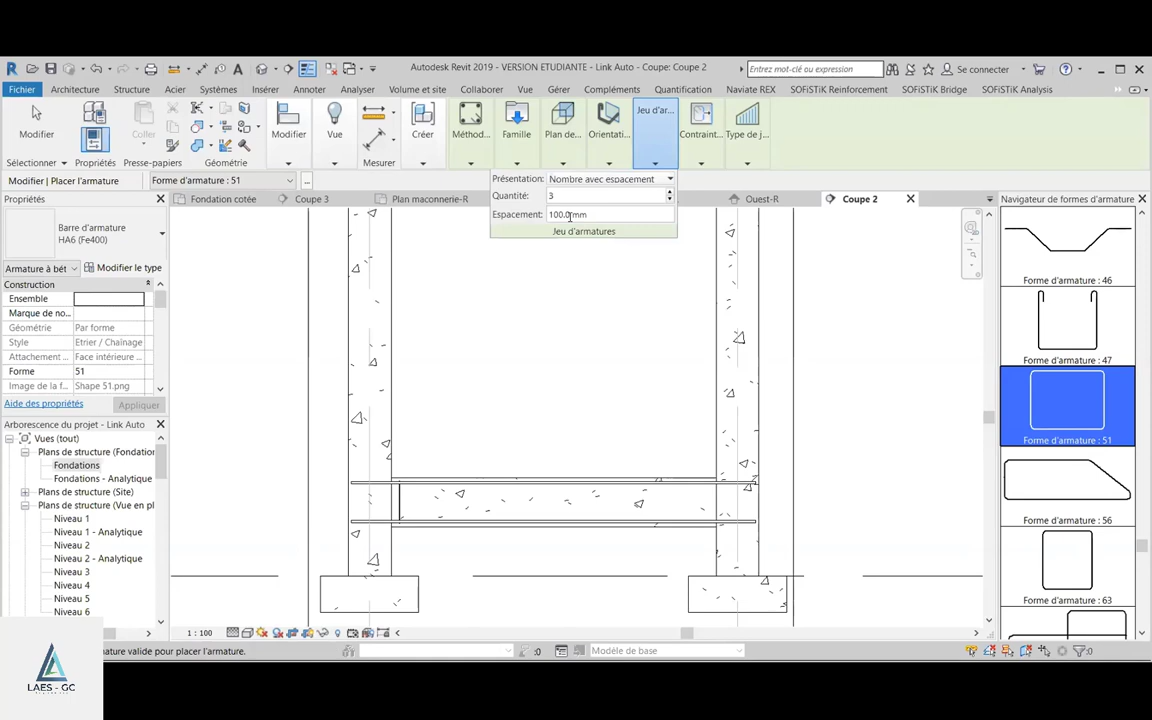 Autodesk Revit 2019 - VERSION ETUDIANTE - Link Auto - Coupe: Coupe 2
Entrez mot-clé ou expression
Se connecter
Fichier Architecture Structure Acier Systèmes Insérer Annoter Analyser Volume et site Collaborer Vue Gérer Compléments Quantification Naviate REX SOFiSTiK Reinforcement SOFiSTiK Bridge SOFiSTiK Analysis
Modifier Coller Modifier Vue Créer Méthod... Famille Plan de... Orientati... Jeu d'ar... Contraint... Type de j...
Sélectionner Propriétés Presse-papiers Géométrie Mesurer
Modifier | Placer l'armature Forme d'armature : 51 ...
Présentation: Nombre avec espacement
Quantité: 3
Espacement: 100.0 mm
Jeu d'armatures
Propriétés
Fondation cotée Coupe 3 Plan maconnerie-R Ouest-R Coupe 2
Navigateur de formes d'armature
Barre d'armature
HA6 (Fe400)
Armature à bét Modifier le type
Construction
Ensemble
Marque de no...
Géométrie Par forme
Style Etrier / Chaînage
Attachement ... Face intérieure ...
Forme 51
Image de la f... Shape 51.png
Aide des propriétés Appliquer
Arborescence du projet - Link Auto
Vues (tout)
Plans de structure (Fondation
Fondations
Fondations - Analytique
Plans de structure (Site)
Plans de structure (Vue en pl
Niveau 1
Niveau 1 - Analytique
Niveau 2
Niveau 2 - Analytique
Niveau 3
Niveau 4
Niveau 5
Niveau 6
Forme d'armature : 46
Forme d'armature : 47
Forme d'armature : 51
Forme d'armature : 56
Forme d'armature : 63
1 : 100
ature valide pour placer l'armature.
:0
Modèle de base
:0
LAES - GC